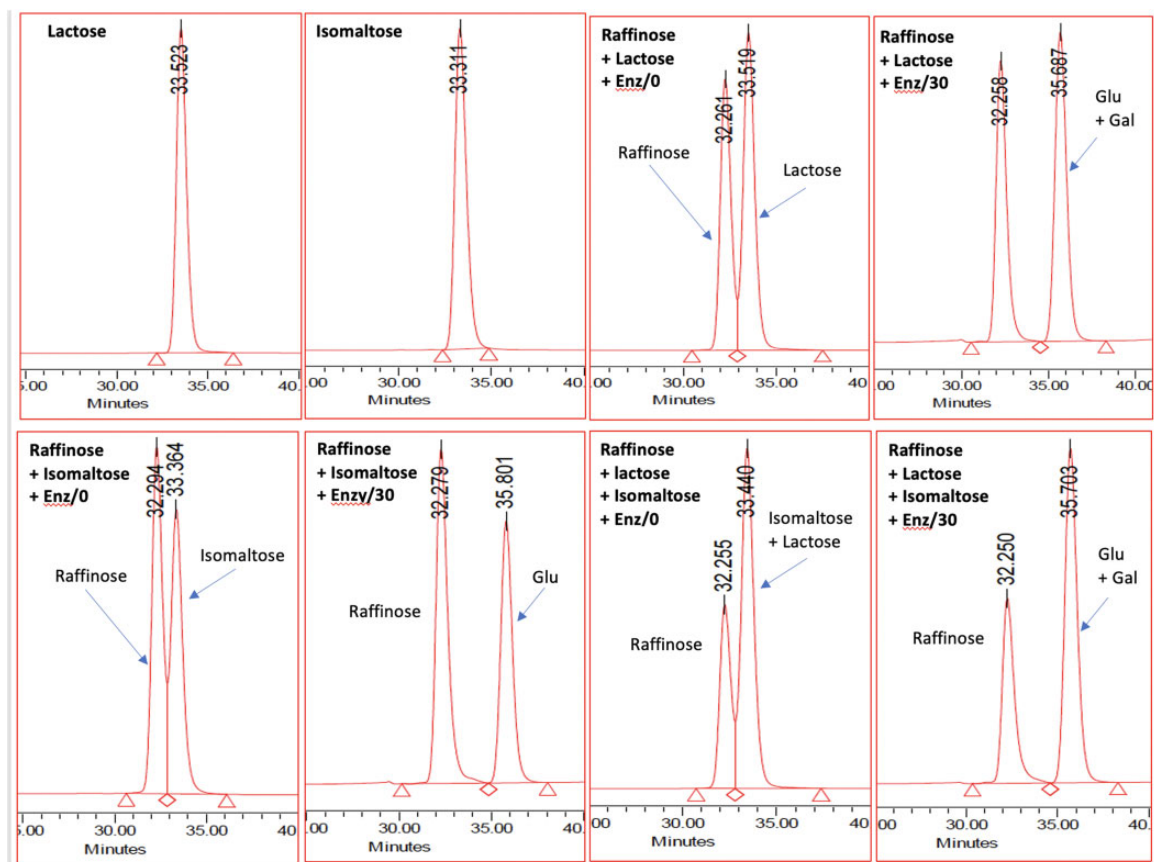 Lactose
33.523
5.00 30.00 35.00 40.
Minutes
Isomaltose
33.311
00 30.00 35.00 40
Minutes
Raffinose
+ Lactose
+ Enz/0
32.261
33.519
Raffinose
Lactose
00 30.00 35.00 40.
Minutes
Raffinose
+ Lactose
+ Enz/30
32.258
35.687
Glu
+ Gal
00 30.00 35.00 40.00
Minutes
Raffinose
+ Isomaltose
+ Enz/0
32.294
33.364
Raffinose
Isomaltose
5.00 30.00 35.00 40.
Minutes
Raffinose
+ Isomaltose
+ Enzy/30
32.279
35.801
Raffinose
Glu
.00 30.00 35.00 40.
Minutes
Raffinose
+ lactose
+ Isomaltose
+ Enz/0
32.255
33.440
Isomaltose
+ Lactose
Raffinose
00 30.00 35.00 40.
Minutes
Raffinose
+ Lactose
+ Isomaltose
+ Enz/30
32.250
35.703
Glu
+ Gal
Raffinose
00 30.00 35.00 40.
Minutes